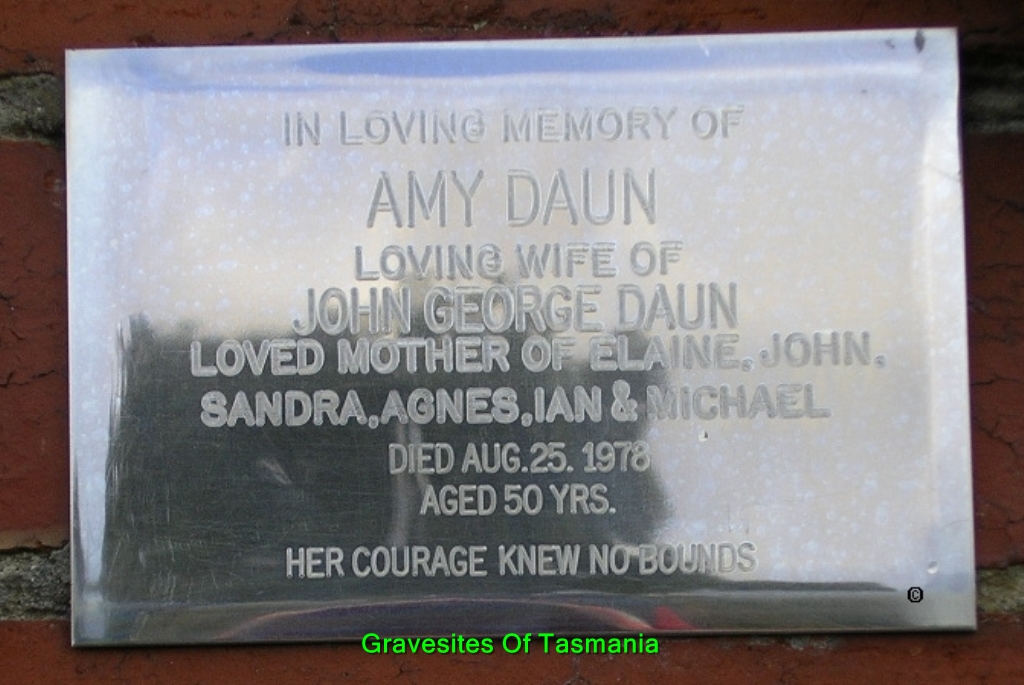 IN LOVING MEMORY OF
AMY DAUN
LOVING WIFE OF
JOHN GEORGE DAUN
LOVED MOTHER OF ELAINE, JOHN,
SANDRA, AGNES, IAN & MICHAEL
DIED AUG. 25. 1978
AGED 50 YRS.
HER COURAGE KNEW NO BOUNDS
©
Gravesites Of Tasmania